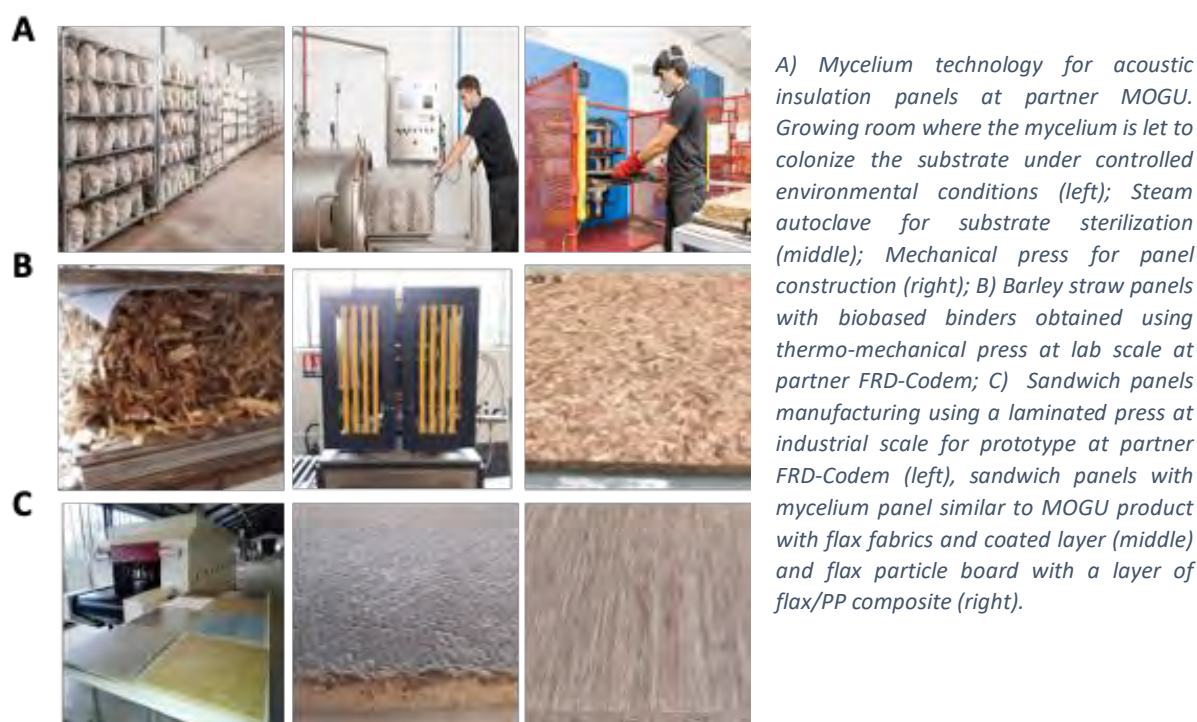 A
B
C
A) Mycelium technology for acoustic
insulation panels at partner MOGU.
Growing room where the mycelium is let to
colonize the substrate under controlled
environmental conditions (left); Steam
autoclave for substrate sterilization
(middle); Mechanical press for panel
construction (right); B) Barley straw panels
with biobased binders obtained using
thermo-mechanical press at lab scale at
partner FRD-Codem; C) Sandwich panels
manufacturing using a laminated press at
industrial scale for prototype at partner
FRD-Codem (left), sandwich panels with
mycelium panel similar to MOGU product
with flax fabrics and coated layer (middle)
and flax particle board with a layer of
flax/PP composite (right).